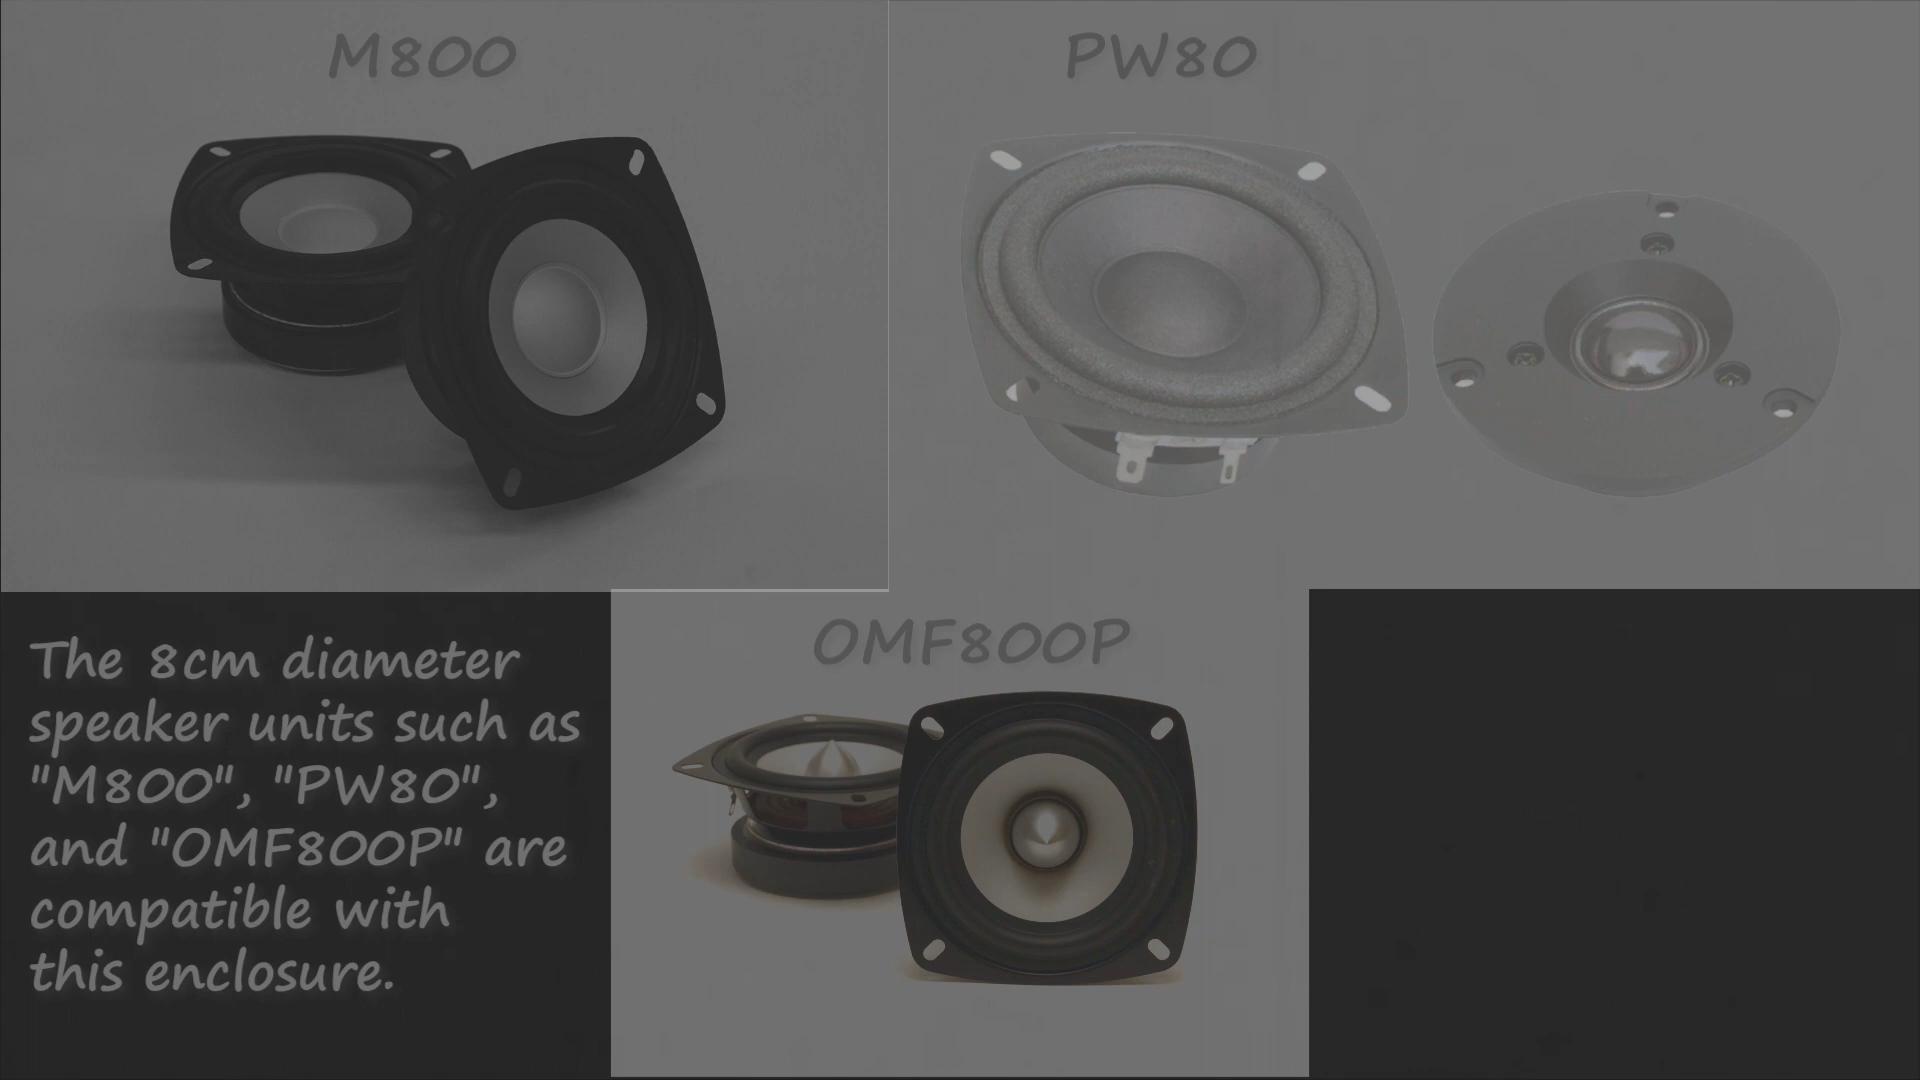 M800
PW80
The 8cm diameter
speaker units such as
"M800", "PW80",
and "OMF800P" are
compatible with
this enclosure.
OMF800P